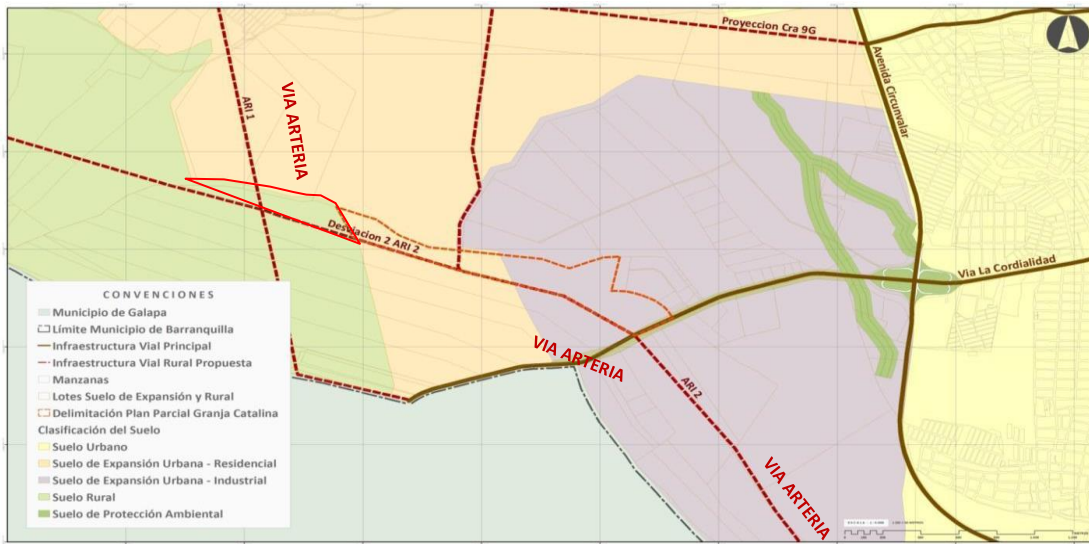 Proyeccion Cra 9G
Avenida Circunvalar
ARI 1
VIA ARTERIA
Desviacion 2 ARI 2
Via La Cordialidad
VIA ARTERIA
ARI 2
VIA ARTERIA
CONVENCIONES
Municipio de Galapa
Límite Municipio de Barranquilla
Infraestructura Vial Principal
Infraestructura Vial Rural Propuesta
Manzanas
Lotes Suelo de Expansión y Rural
Delimitación Plan Parcial Granja Catalina
Clasificación del Suelo
Suelo Urbano
Suelo de Expansión Urbana - Residencial
Suelo de Expansión Urbana - Industrial
Suelo Rural
Suelo de Protección Ambiental